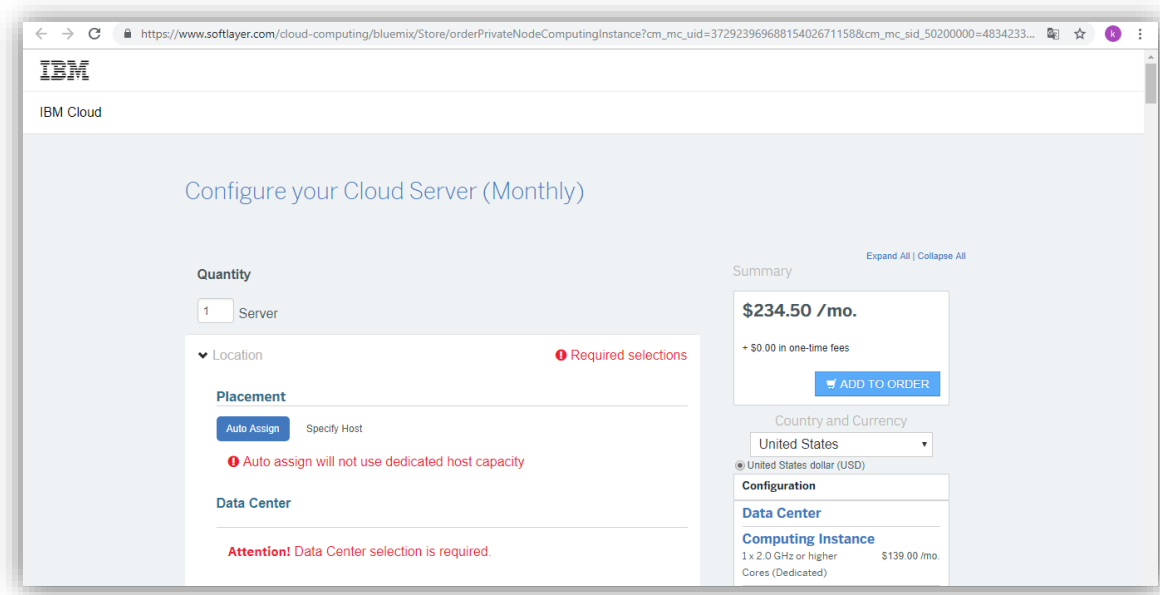 https://www.softlayer.com/cloud-computing/bluemix/Store/orderPrivateNodeComputingInstance?cm_mc_uid=37292396968815402671158&cm_mc_sid_50200000=4834233...
k
IBM
IBM Cloud
Configure your Cloud Server (Monthly)
Expand All | Collapse All
Quantity
1 Server
Location
Required selections
Placement
Auto Assign Specify Host
Auto assign will not use dedicated host capacity
Data Center
Attention! Data Center selection is required.
Summary
$234.50 /mo.
+ $0.00 in one-time fees
ADD TO ORDER
Country and Currency
United States
United States dollar (USD)
Configuration
Data Center
Computing Instance
1 x 2.0 GHz or higher $139.00 /mo.
Cores (Dedicated)